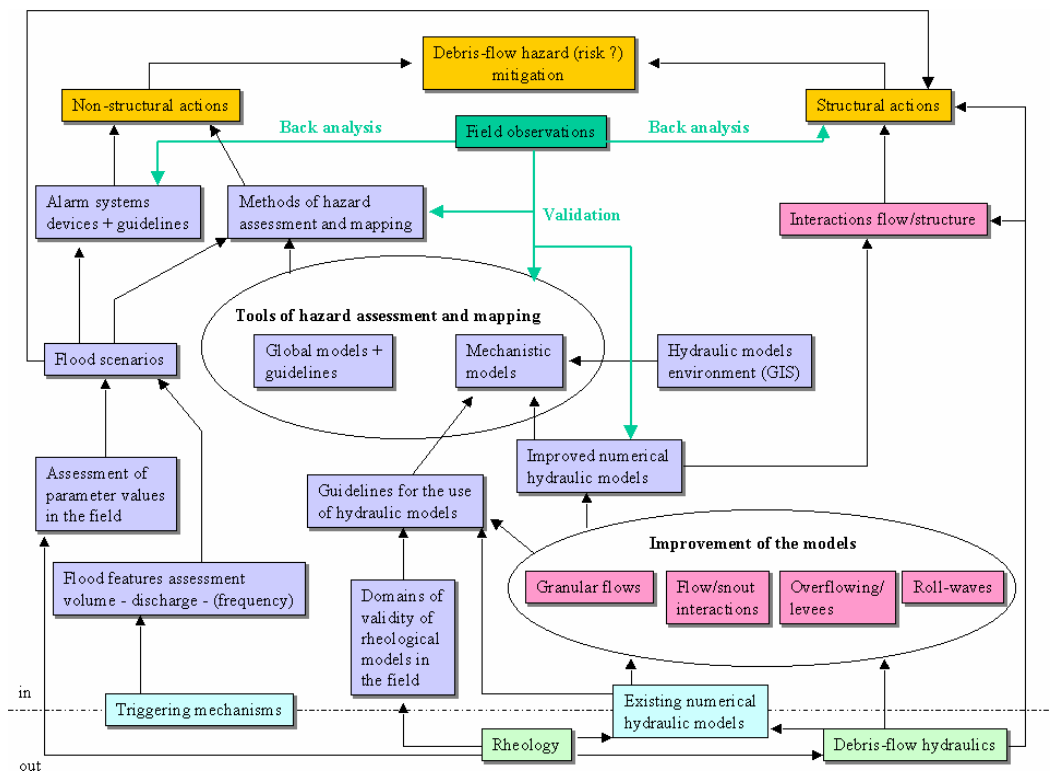 Debris-flow hazard (risk ?)
mitigation
Non-structural actions
Structural actions
Back analysis
Field observations
Back analysis
Alarm systems
devices + guidelines
Methods of hazard
assessment and mapping
Validation
Interactions flow/structure
Tools of hazard assessment and mapping
Flood scenarios
Global models +
guidelines
Mechanistic
models
Hydraulic models
environment (GIS)
Assessment of
parameter values
in the field
Guidelines for the use
of hydraulic models
Improved numerical
hydraulic models
Improvement of the models
Flood features assessment
volume - discharge - (frequency)
Domains of
validity of
rheological
models in
the field
Granular flows
Flow/snout
interactions
Overflowing/
levees
Roll-waves
in
Triggering mechanisms
Existing numerical
hydraulic models
Rheology
Debris-flow hydraulics
out